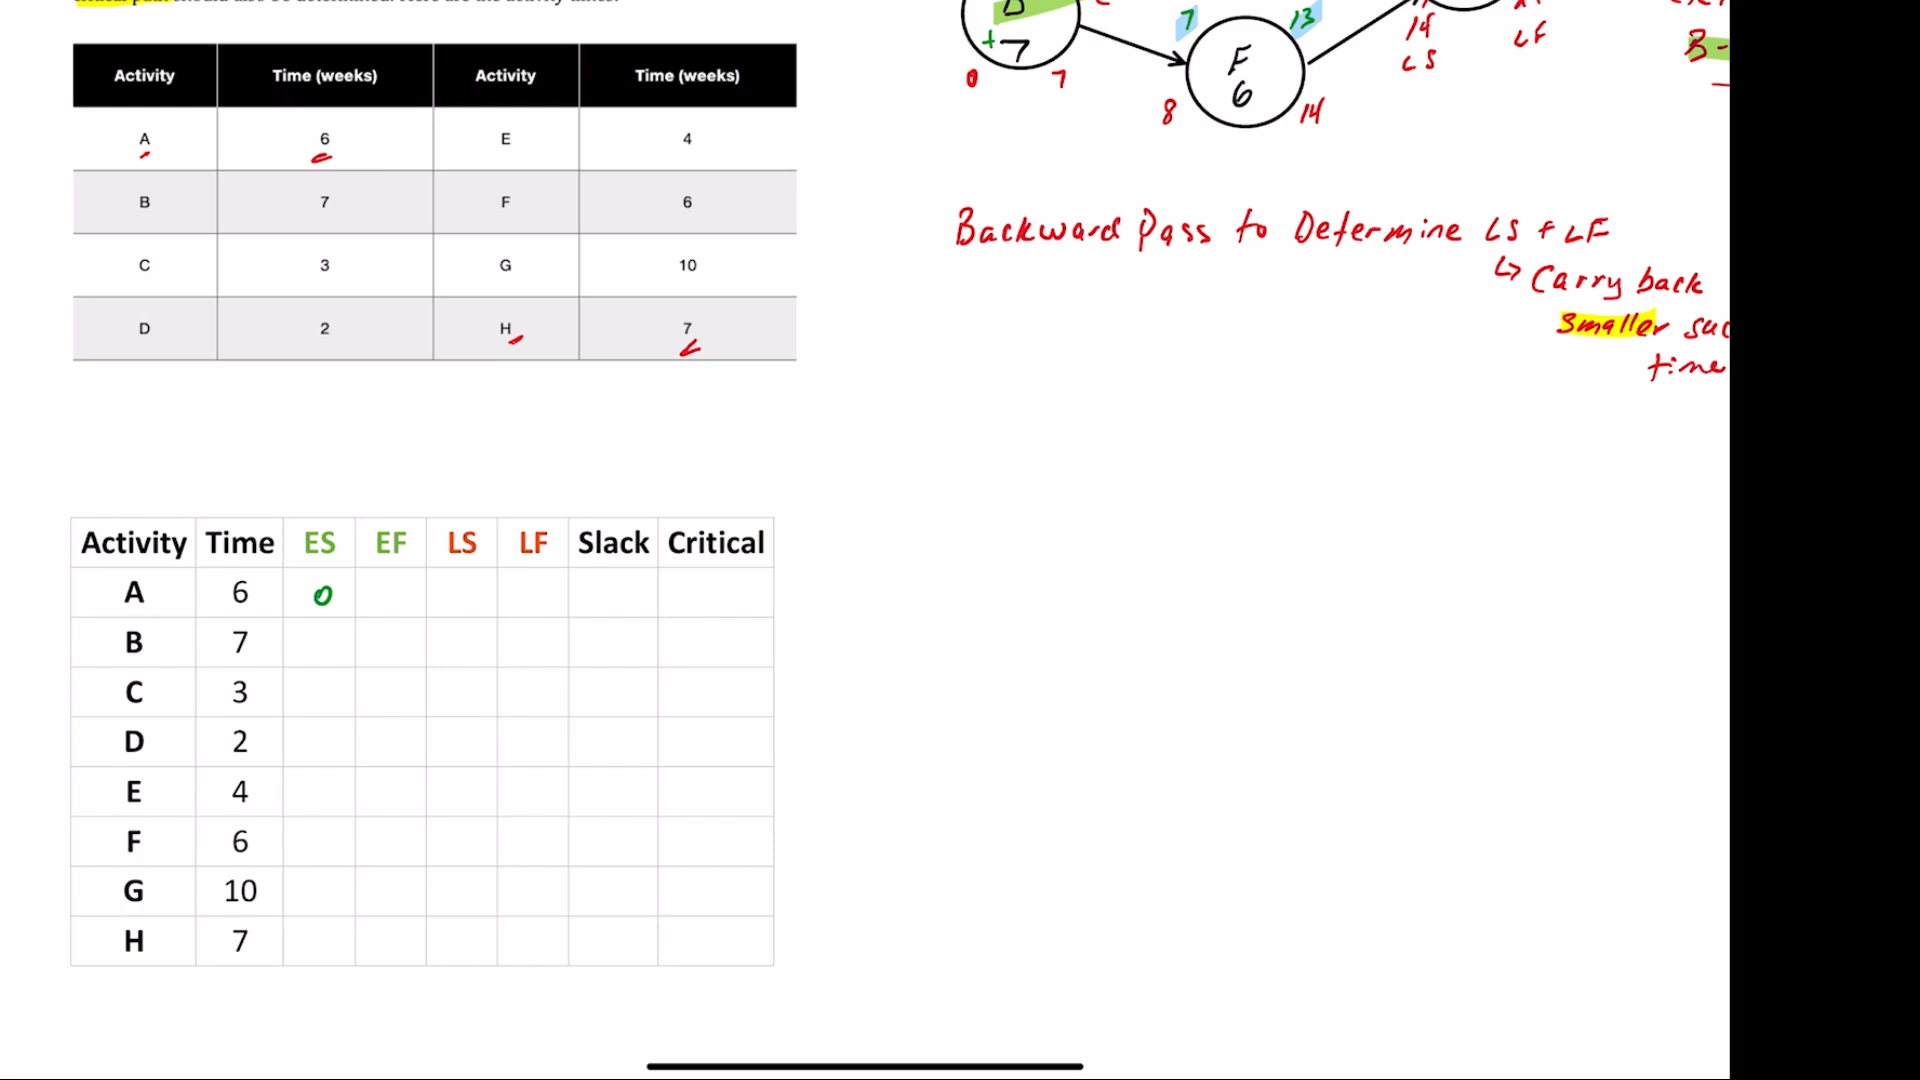 Activity Time (weeks) Activity Time (weeks)
A 6 E 4
B 7 F 6
C 3 G 10
D 2 H 7
+7
0 7
7 13
F
6
8 14
14
LS
LF
B-
Backward Pass to Determine LS + LF
↳ Carry back
smaller
time
Activity Time ES EF LS LF Slack Critical
A 6 0
B 7
C 3
D 2
E 4
F 6
G 10
H 7